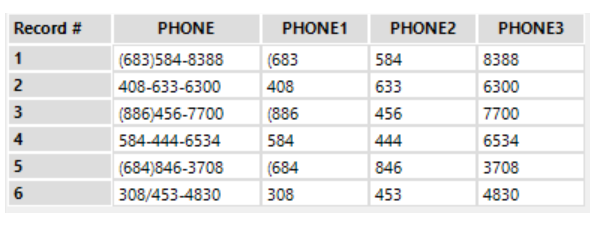 Record # PHONE PHONE1 PHONE2 PHONE3
1 (683)584-8388 (683 584 8388
2 408-633-6300 408 633 6300
3 (886)456-7700 (886 456 7700
4 584-444-6534 584 444 6534
5 (684)846-3708 (684 846 3708
6 308/453-4830 308 453 4830